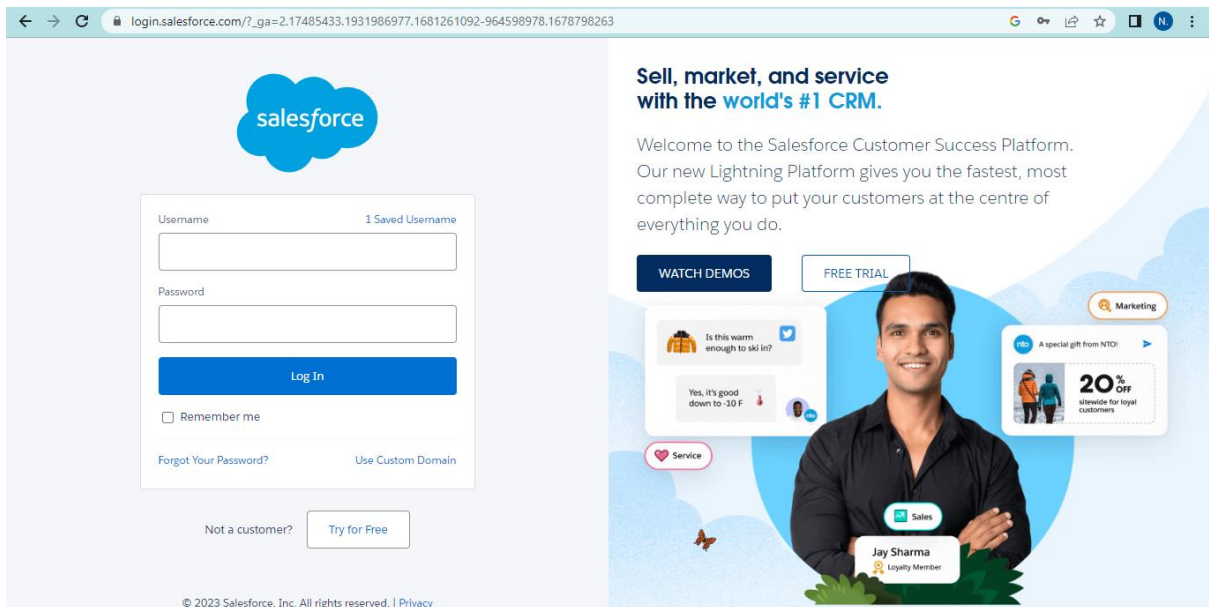 login.salesforce.com/?_ga=2.17485433.1931986977.1681261092-964598978.1678798263
G
N.
salesforce
Username
1 Saved Username
Password
Log In
Remember me
Forgot Your Password?
Use Custom Domain
Not a customer?
Try for Free
© 2023 Salesforce, Inc. All rights reserved. | Privacy
Sell, market, and service
with the world's #1 CRM.
Welcome to the Salesforce Customer Success Platform.
Our new Lightning Platform gives you the fastest, most
complete way to put your customers at the centre of
everything you do.
WATCH DEMOS
FREE TRIAL
Is this warm
enough to ski in?
Yes, it's good
down to -10 F
nto
Service
Marketing
nto
A special gift from NTO!
20% OFF
sitewide for loyal
customers
Sales
Jay Sharma
Loyalty Member